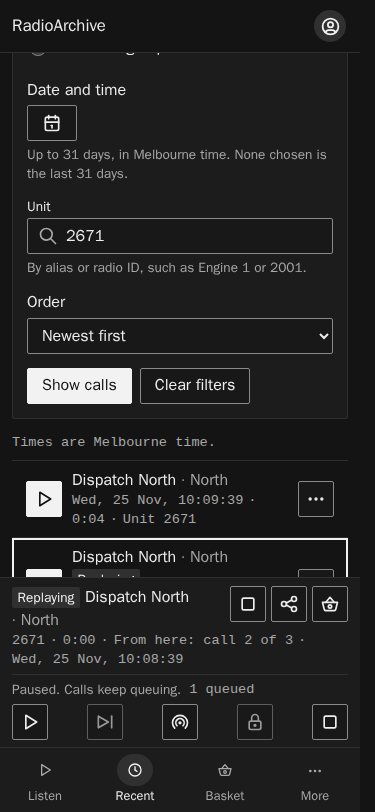 RadioArchive
Date and time
Up to 31 days, in Melbourne time. None chosen is
the last 31 days.
Unit
2671
By alias or radio ID, such as Engine 1 or 2001.
Order
Newest first
Show calls
Clear filters
Times are Melbourne time.
Dispatch North · North
Wed, 25 Nov, 10:09:39 ·
0:04 · Unit 2671
Dispatch North · North
Replaying Dispatch North
· North
2671 · 0:00 · From here: call 2 of 3 ·
Wed, 25 Nov, 10:08:39
Paused. Calls keep queuing. 1 queued
Listen
Recent
Basket
More